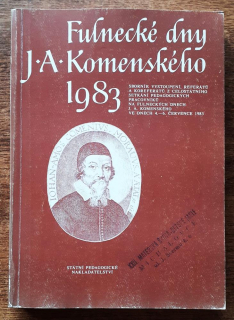 Fulnecké dny
J·A·Komenského
1983
SBORNÍK VYSTOUPENÍ, REFERÁTŮ
A KOREFERÁTŮ Z CELOSTÁTNÍHO
SETKÁNÍ PEDAGOGICKÝCH
PRACOVNÍKŮ
NA FULNECKÝCH DNECH
J. A. KOMENSKÉHO
VE DNECH 4.–6. ČERVENCE 1983
STÁTNÍ PEDAGOGICKÉ
NAKLADATELSTVÍ